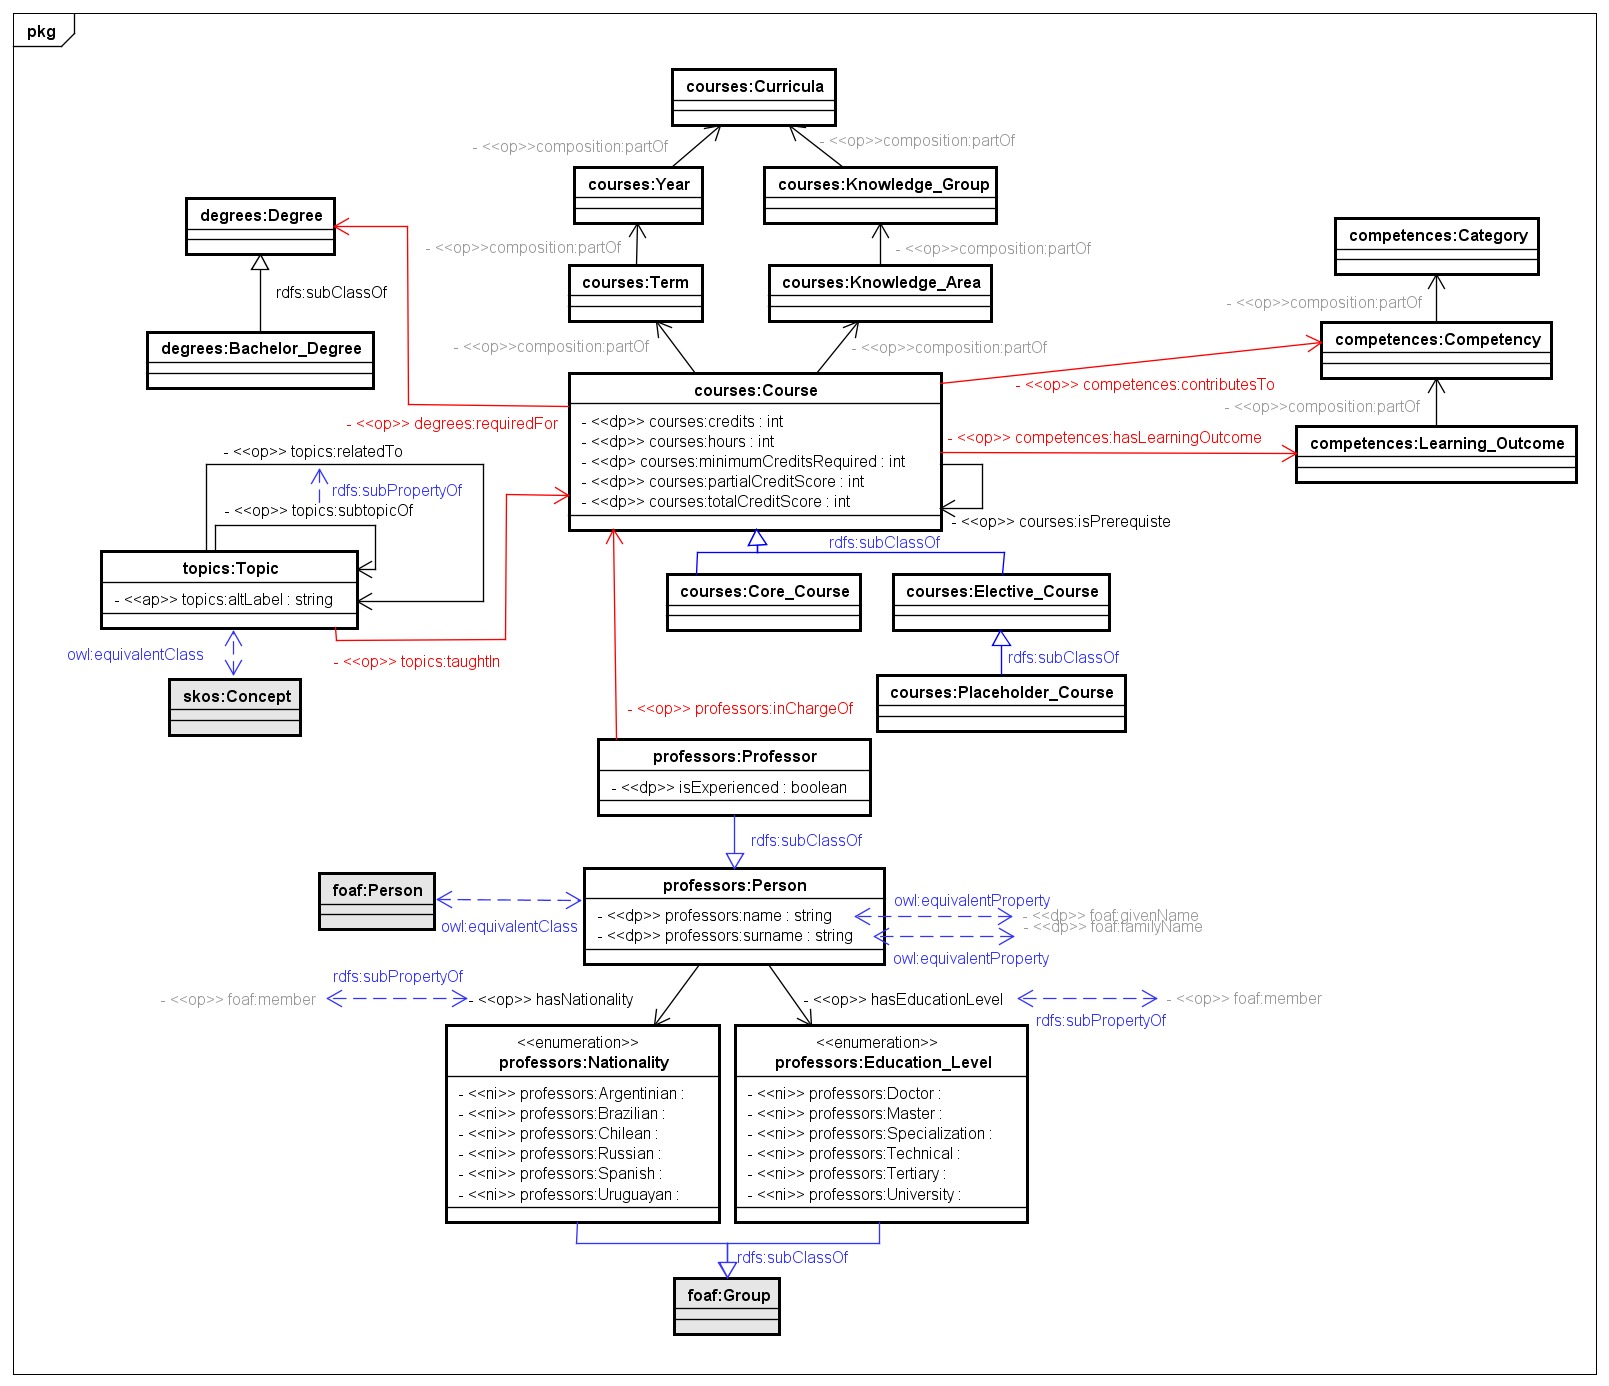 pkg
courses:Curricula
- <<op>>composition:partOf
- <<op>>composition:partOf
courses:Year
courses:Knowledge_Group
degrees:Degree
- <<op>>composition:partOf
- <<op>>composition:partOf
competences:Category
courses:Term
courses:Knowledge_Area
rdfs:subClassOf
- <<op>>composition:partOf
degrees:Bachelor_Degree
- <<op>>composition:partOf
- <<op>>composition:partOf
competences:Competency
courses:Course
- <<op>> competences:contributesTo
- <<op>>composition:partOf
- <<op>> degrees:requiredFor
- <<dp>> courses:credits : int
- <<dp>> courses:hours : int
- <<dp> courses:minimumCreditsRequired : int
- <<dp>> courses:partialCreditScore : int
- <<dp>> courses:totalCreditScore : int
- <<op>> competences:hasLearningOutcome
competences:Learning_Outcome
- <<op>> topics:relatedTo
rdfs:subPropertyOf
- <<op>> topics:subtopicOf
- <<op>> courses:isPrerequiste
rdfs:subClassOf
topics:Topic
- <<ap>> topics:altLabel : string
courses:Core_Course
courses:Elective_Course
owl:equivalentClass
- <<op>> topics:taughtIn
rdfs:subClassOf
skos:Concept
courses:Placeholder_Course
- <<op>> professors:inChargeOf
professors:Professor
- <<dp>> isExperienced : boolean
rdfs:subClassOf
foaf:Person
professors:Person
owl:equivalentClass
- <<dp>> professors:name : string
- <<dp>> professors:surname : string
owl:equivalentProperty
- <<dp>> foaf:givenName
- <<dp>> foaf:familyName
owl:equivalentProperty
rdfs:subPropertyOf
- <<op>> foaf:member
- <<op>> hasNationality
- <<op>> hasEducationLevel
- <<op>> foaf:member
rdfs:subPropertyOf
<<enumeration>>
professors:Nationality
- <<ni>> professors:Argentinian :
- <<ni>> professors:Brazilian :
- <<ni>> professors:Chilean :
- <<ni>> professors:Russian :
- <<ni>> professors:Spanish :
- <<ni>> professors:Uruguayan :
<<enumeration>>
professors:Education_Level
- <<ni>> professors:Doctor :
- <<ni>> professors:Master :
- <<ni>> professors:Specialization :
- <<ni>> professors:Technical :
- <<ni>> professors:Tertiary :
- <<ni>> professors:University :
rdfs:subClassOf
foaf:Group